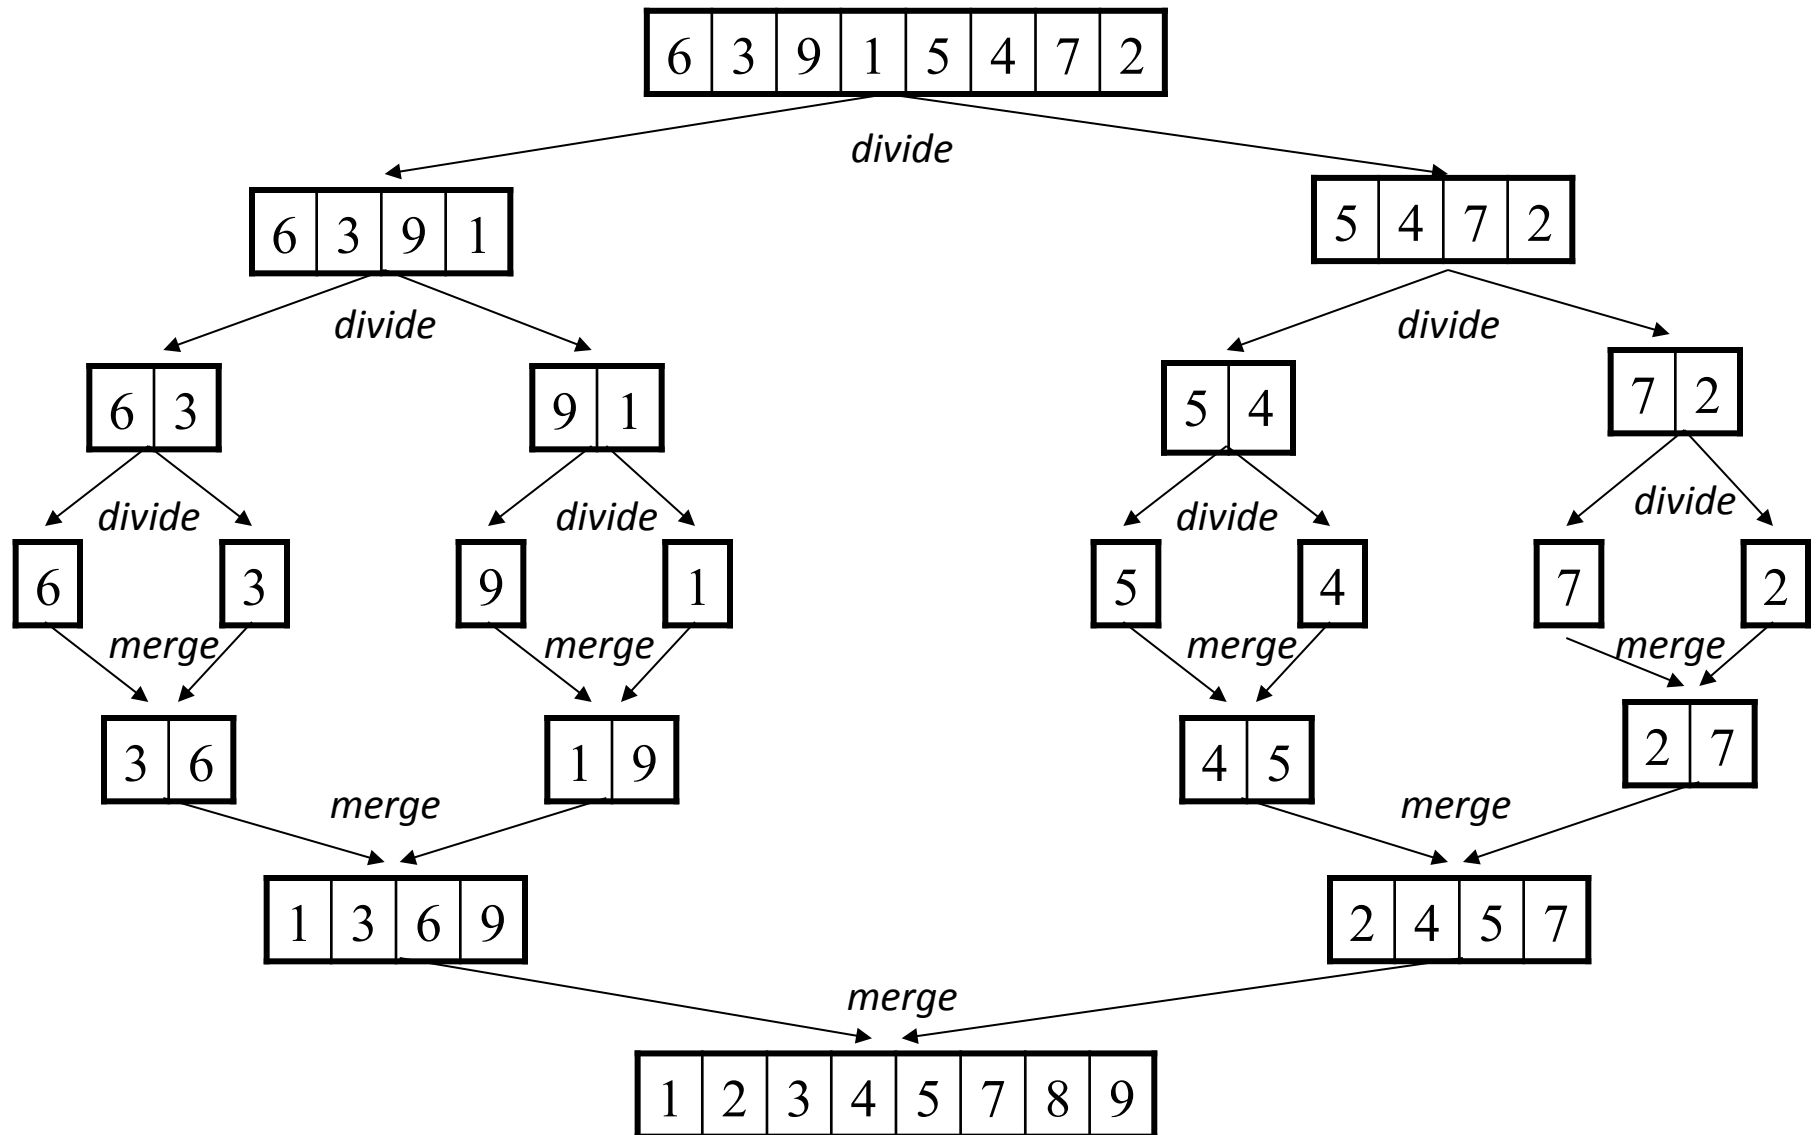 6 3 9 1 5 4 7 2
divide
6 3 9 1
5 4 7 2
divide
divide
6 3
9 1
5 4
7 2
divide
divide
divide
divide
6
3
9
1
5
4
7
2
merge
merge
merge
merge
3 6
1 9
4 5
2 7
merge
merge
1 3 6 9
2 4 5 7
merge
1 2 3 4 5 7 8 9